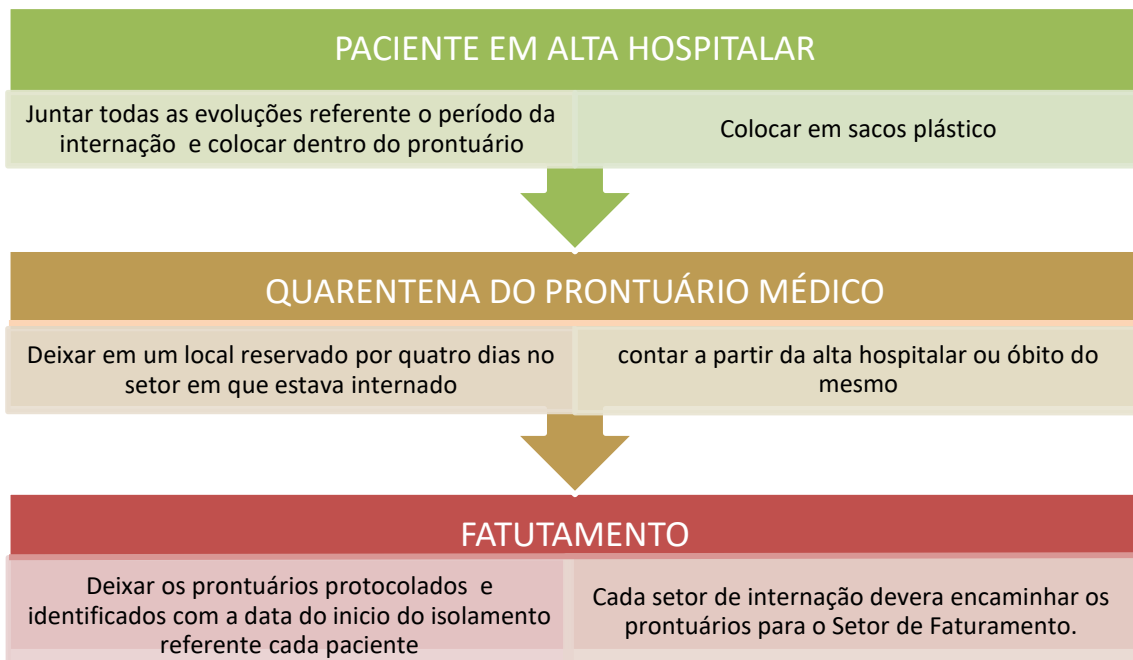 PACIENTE EM ALTA HOSPITALAR
Juntar todas as evoluções referente o período da
internação e colocar dentro do prontuário
Colocar em sacos plástico
QUARENTENA DO PRONTUÁRIO MÉDICO
Deixar em um local reservado por quatro dias no
setor em que estava internado
contar a partir da alta hospitalar ou óbito do
mesmo
FATUTAMENTO
Deixar os prontuários protocolados e
identificados com a data do inicio do isolamento
referente cada paciente
Cada setor de internação devera encaminhar os
prontuários para o Setor de Faturamento.